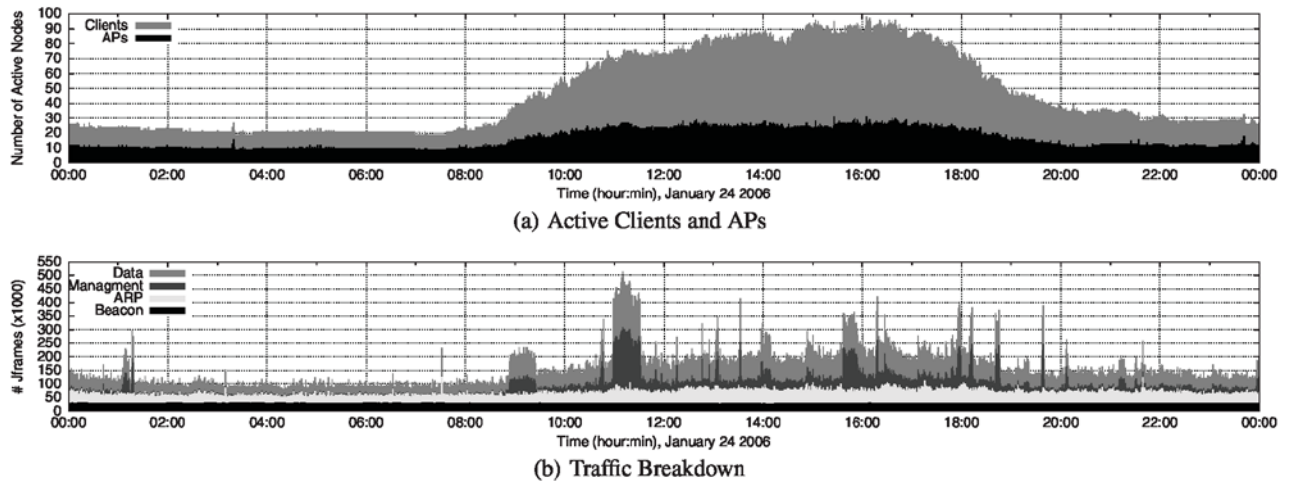 Number of Active Nodes
100
90
80
70
60
50
40
30
20
10
0
Clients
APs
00:00 02:00 04:00 06:00 08:00 10:00 12:00 14:00 16:00 18:00 20:00 22:00 00:00
Time (hour:min), January 24 2006
(a) Active Clients and APs
# Jframes (x1000)
550
500
450
400
350
300
250
200
150
100
50
0
Data
Managment
ARP
Beacon
00:00 02:00 04:00 06:00 08:00 10:00 12:00 14:00 16:00 18:00 20:00 22:00 00:00
Time (hour:min), January 24 2006
(b) Traffic Breakdown